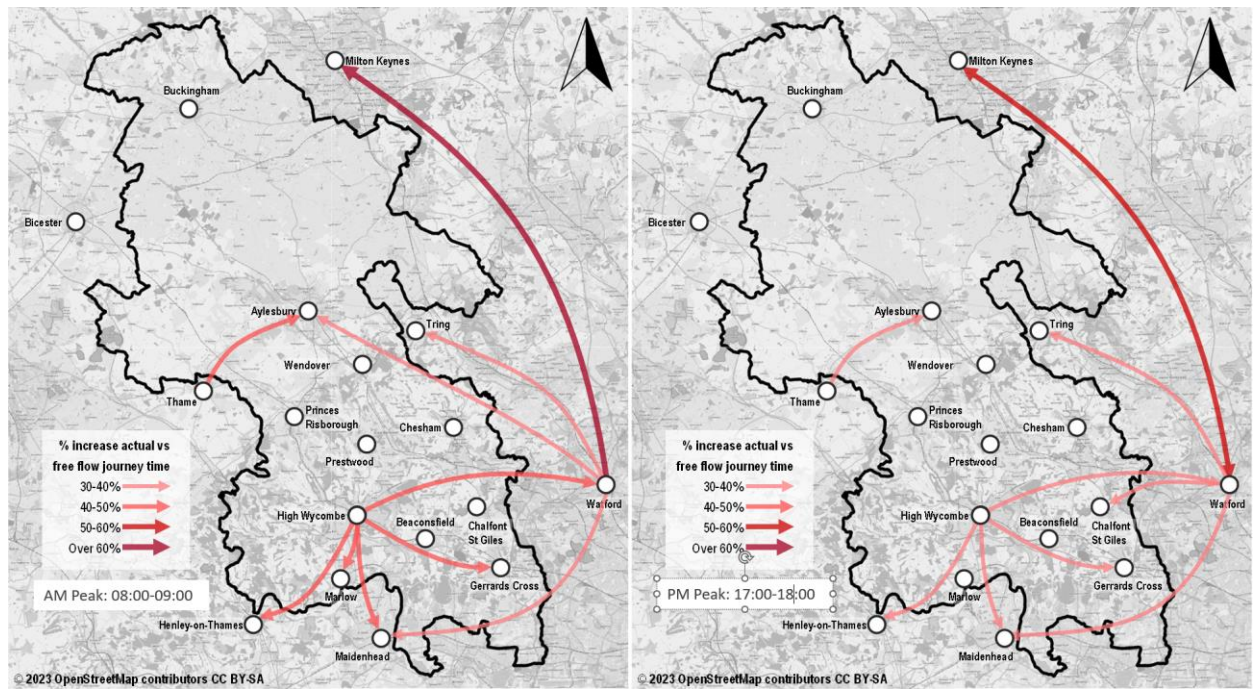 Milton Keynes
Buckingham
Bicester
Aylesbury
Tring
Wendover
Thame
Princes
Risborough
Chesham
Prestwood
% increase actual vs
free flow journey time
30-40%
40-50%
50-60%
Over 60%
Watford
High Wycombe
Beaconsfield
Chalfont
St Giles
Gerrards Cross
Marlow
AM Peak: 08:00-09:00
Henley-on-Thames
Maidenhead
© 2023 OpenStreetMap contributors CC BY-SA
Milton Keynes
Buckingham
Bicester
Aylesbury
Tring
Wendover
Thame
Princes
Risborough
Chesham
Prestwood
% increase actual vs
free flow journey time
30-40%
40-50%
50-60%
Over 60%
Watford
High Wycombe
Beaconsfield
Chalfont
St Giles
Gerrards Cross
Marlow
PM Peak: 17:00-18:00
Henley-on-Thames
Maidenhead
© 2023 OpenStreetMap contributors CC BY-SA